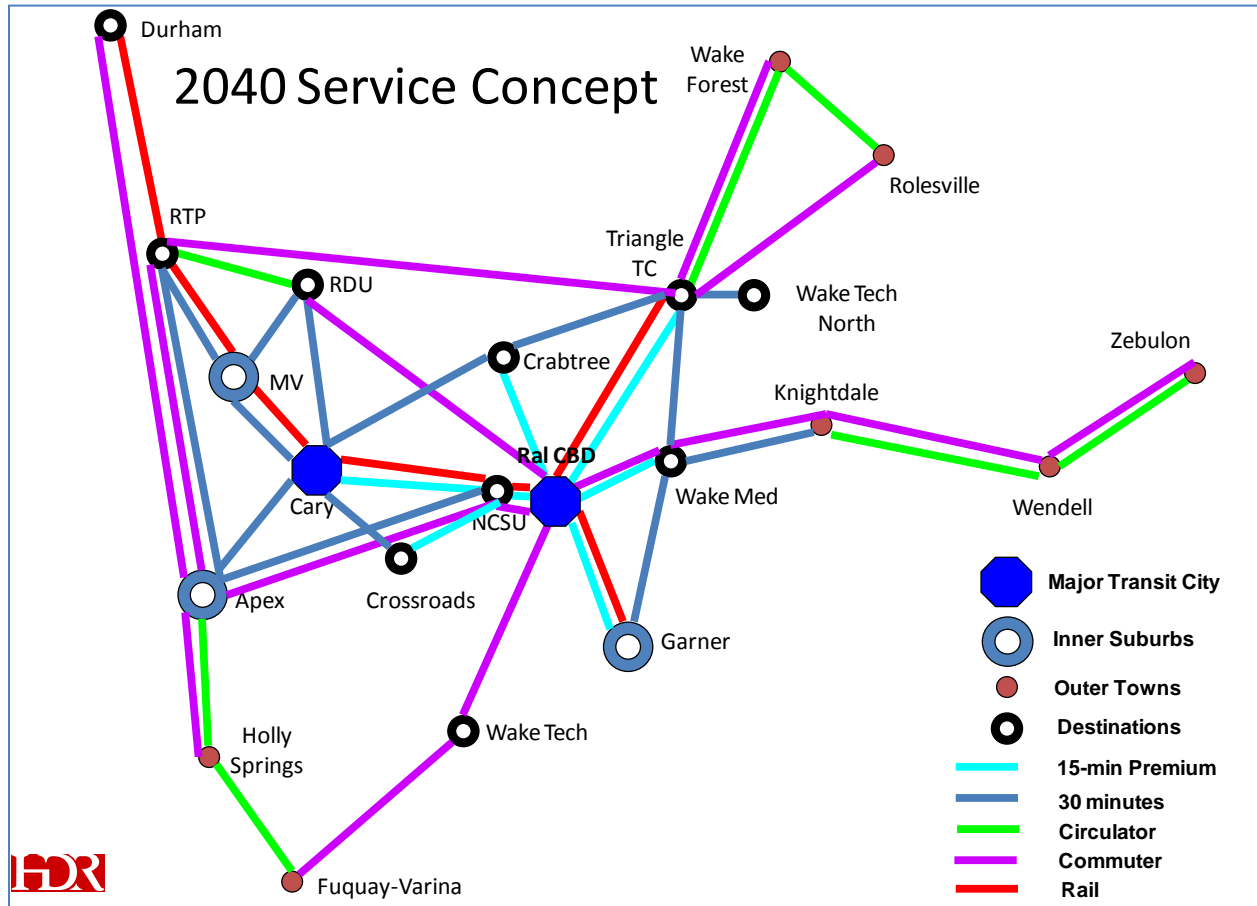 Durham
2040 Service Concept
Wake
Forest
Rolesville
RTP
Triangle
TC
RDU
Wake Tech
North
Zebulon
Crabtree
MV
Knightdale
Ral CBD
Cary
NCSU
Wake Med
Wendell
Crossroads
Apex
Garner
Holly
Springs
Wake Tech
Fuquay-Varina
Major Transit City
Inner Suburbs
Outer Towns
Destinations
15-min Premium
30 minutes
Circulator
Commuter
Rail
HDR